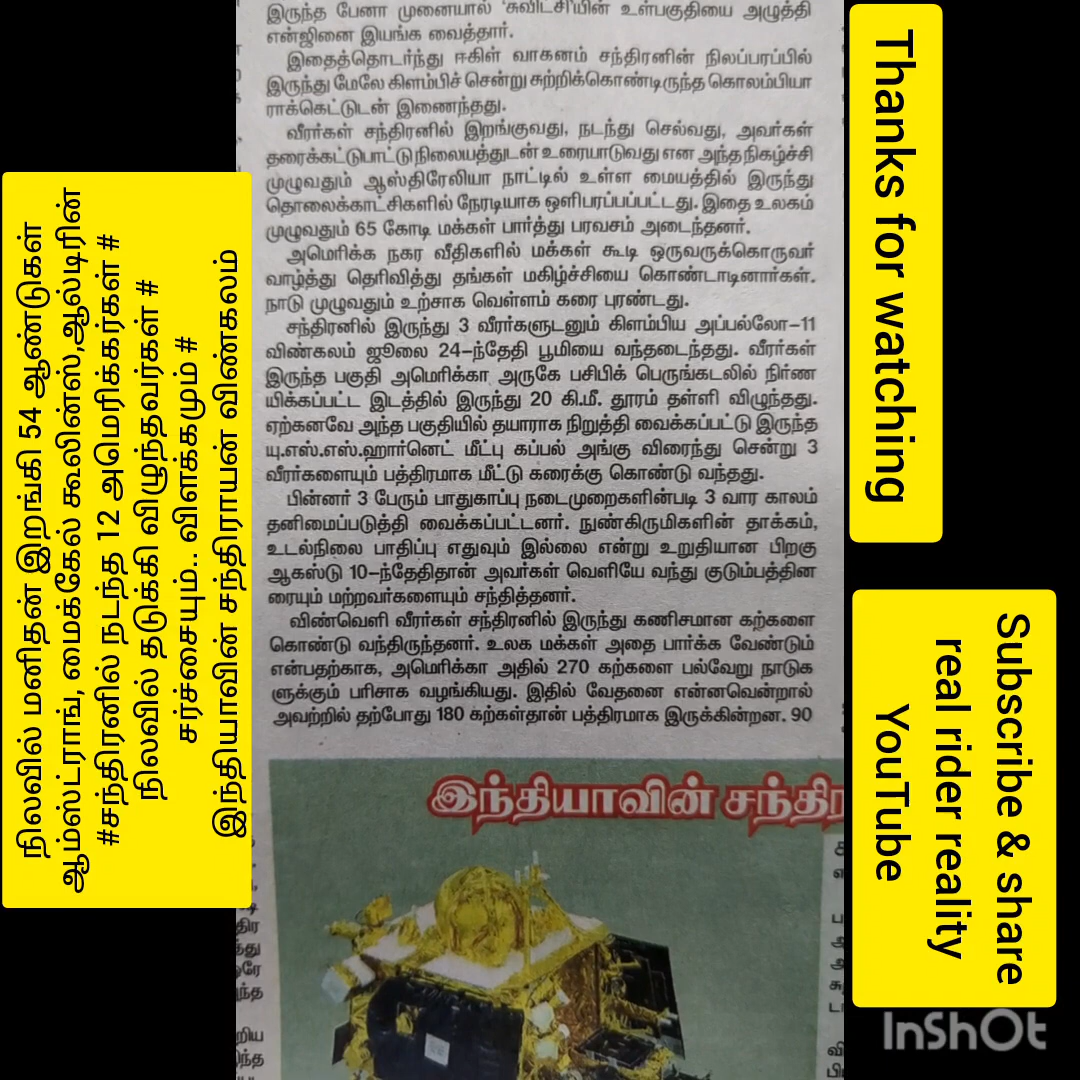 இருந்த பேனா முனையால் 'சுவிட்சி'யின் உள்பகுதியை அழுத்தி
என்ஜினை இயங்க வைத்தார்.
இதைத்தொடர்ந்து ஈகிள் வாகனம் சந்திரனின் நிலப்பரப்பில்
இருந்து மேலே கிளம்பிச் சென்று சுற்றிக்கொண்டிருந்த கொலம்பியா
ராக்கெட்டுடன் இணைந்தது.
வீரர்கள் சந்திரனில் இறங்குவது, நடந்து செல்வது, அவர்கள்
தரைக்கட்டுபாட்டு நிலையத்துடன் உரையாடுவது என அந்த நிகழ்ச்சி
முழுவதும் ஆஸ்திரேலியா நாட்டில் உள்ள மையத்தில் இருந்து
தொலைக்காட்சிகளில் நேரடியாக ஒளிபரப்பப்பட்டது. இதை உலகம்
முழுவதும் 65 கோடி மக்கள் பார்த்து பரவசம் அடைந்தனர்.
அமெரிக்க நகர வீதிகளில் மக்கள் கூடி ஒருவருக்கொருவர்
வாழ்த்து தெரிவித்து தங்கள் மகிழ்ச்சியை கொண்டாடினார்கள்.
நாடு முழுவதும் உற்சாக வெள்ளம் கரை புரண்டது.
சந்திரனில் இருந்து 3 வீரர்களுடனும் கிளம்பிய அப்பல்லோ-11
விண்கலம் ஜூலை 24-ந்தேதி பூமியை வந்தடைந்தது. வீரர்கள்
இருந்த பகுதி அமெரிக்கா அருகே பசிபிக் பெருங்கடலில் நிர்ண
யிக்கப்பட்ட இடத்தில் இருந்து 20 கி.மீ. தூரம் தள்ளி விழுந்தது.
ஏற்கனவே அந்த பகுதியில் தயாராக நிறுத்தி வைக்கப்பட்டு இருந்த
யு.எஸ்.எஸ்.ஹார்னெட் மீட்பு கப்பல் அங்கு விரைந்து சென்று 3
வீரர்களையும் பத்திரமாக மீட்டு கரைக்கு கொண்டு வந்தது.
பின்னர் 3 பேரும் பாதுகாப்பு நடைமுறைகளின்படி 3 வார காலம்
தனிமைப்படுத்தி வைக்கப்பட்டனர். நுண்கிருமிகளின் தாக்கம்,
உடல்நிலை பாதிப்பு எதுவும் இல்லை என்று உறுதியான பிறகு
ஆகஸ்டு 10-ந்தேதிதான் அவர்கள் வெளியே வந்து குடும்பத்தின
ரையும் மற்றவர்களையும் சந்தித்தனர்.
விண்வெளி வீரர்கள் சந்திரனில் இருந்து கணிசமான கற்களை
கொண்டு வந்திருந்தனர். உலக மக்கள் அதை பார்க்க வேண்டும்
என்பதற்காக, அமெரிக்கா அதில் 270 கற்களை பல்வேறு நாடுக
ளுக்கும் பரிசாக வழங்கியது. இதில் வேதனை என்னவென்றால்
அவற்றில் தற்போது 180 கற்கள்தான் பத்திரமாக இருக்கின்றன. 90
இந்தியாவின் சந்திர
நிலவில் மனிதன் இறங்கி 54 ஆண்டுகள்
ஆம்ஸ்ட்ராங், மைக்கேல் கூலின்ஸ்,ஆல்டிரின்
#சந்திரனில் நடந்த 12 அமெரிக்கர்கள் #
நிலவில் தடுக்கி விழுந்தவர்கள் #
சர்ச்சையும்.. விளக்கமும் #
இந்தியாவின் சந்திராயன் விண்கலம்
Thanks for watching
Subscribe & share
real rider reality
YouTube
InShOt